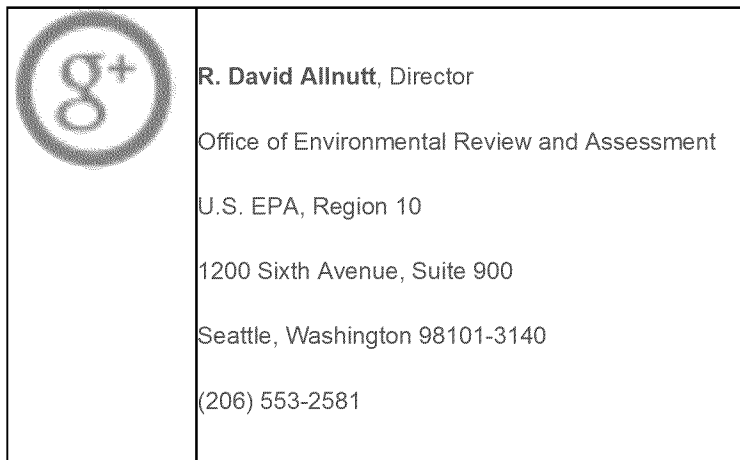 g+
R. David Allnutt, Director
Office of Environmental Review and Assessment
U.S. EPA, Region 10
1200 Sixth Avenue, Suite 900
Seattle, Washington 98101-3140
(206) 553-2581